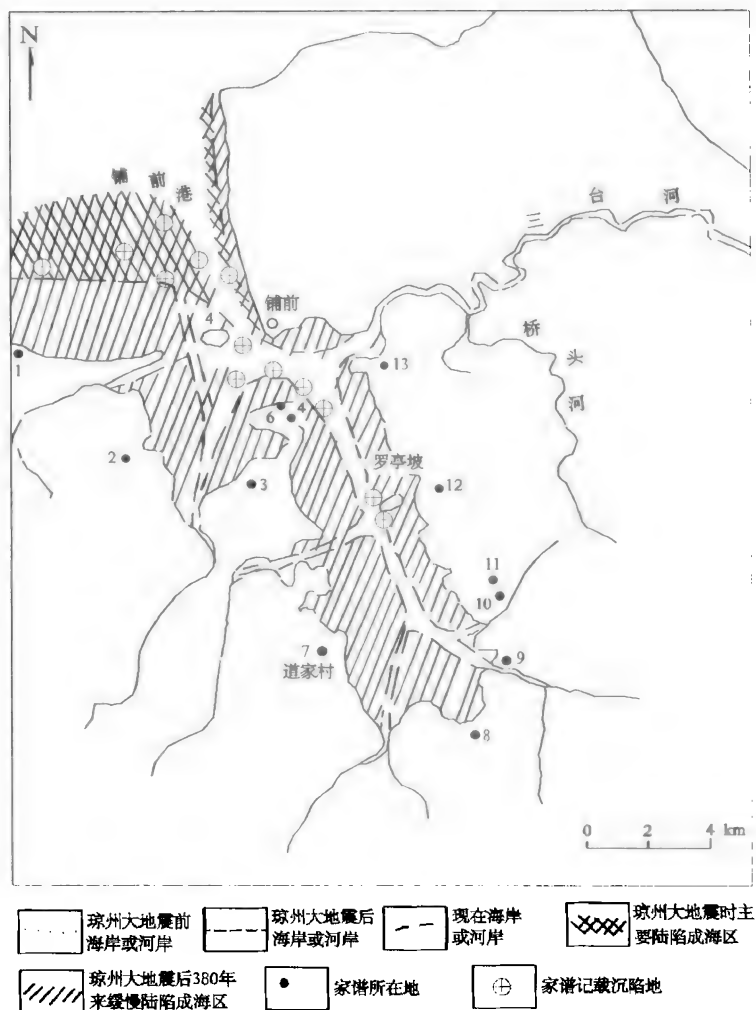 N
铺前港
三台河
铺前
4
桥头河
1
13
6 4
2
罗亭坡
3
12
11
10
7
道家村
9
8
0 2 4 km
琼州大地震前
海岸或河岸
琼州大地震后
海岸或河岸
现在海岸
或河岸
琼州大地震时主
要陆陷成海区
琼州大地震后380年
来缓慢陆陷成海区
家谱所在地
家谱记载沉陷地